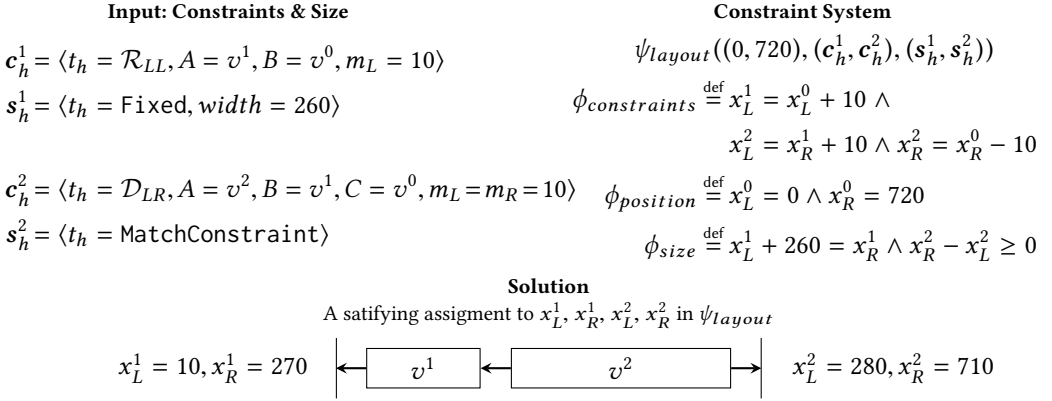 Input: Constraints & Size
c_h^1 = ⟨t_h = R_LL, A = v^1, B = v^0, m_L = 10⟩
s_h^1 = ⟨t_h = Fixed, width = 260⟩
c_h^2 = ⟨t_h = D_LR, A = v^2, B = v^1, C = v^0, m_L = m_R = 10⟩
s_h^2 = ⟨t_h = MatchConstraint⟩
Constraint System
ψ_layout((0, 720), (c_h^1, c_h^2), (s_h^1, s_h^2))
ϕ_constraints ≝ x_L^1 = x_L^0 + 10 ∧
x_L^2 = x_R^1 + 10 ∧ x_R^2 = x_R^0 − 10
ϕ_position ≝ x_L^0 = 0 ∧ x_R^0 = 720
ϕ_size ≝ x_L^1 + 260 = x_R^1 ∧ x_R^2 − x_L^2 ≥ 0
Solution
A satifying assigment to x_L^1, x_R^1, x_L^2, x_R^2 in ψ_layout
x_L^1 = 10, x_R^1 = 270 v^1 v^2 x_L^2 = 280, x_R^2 = 710